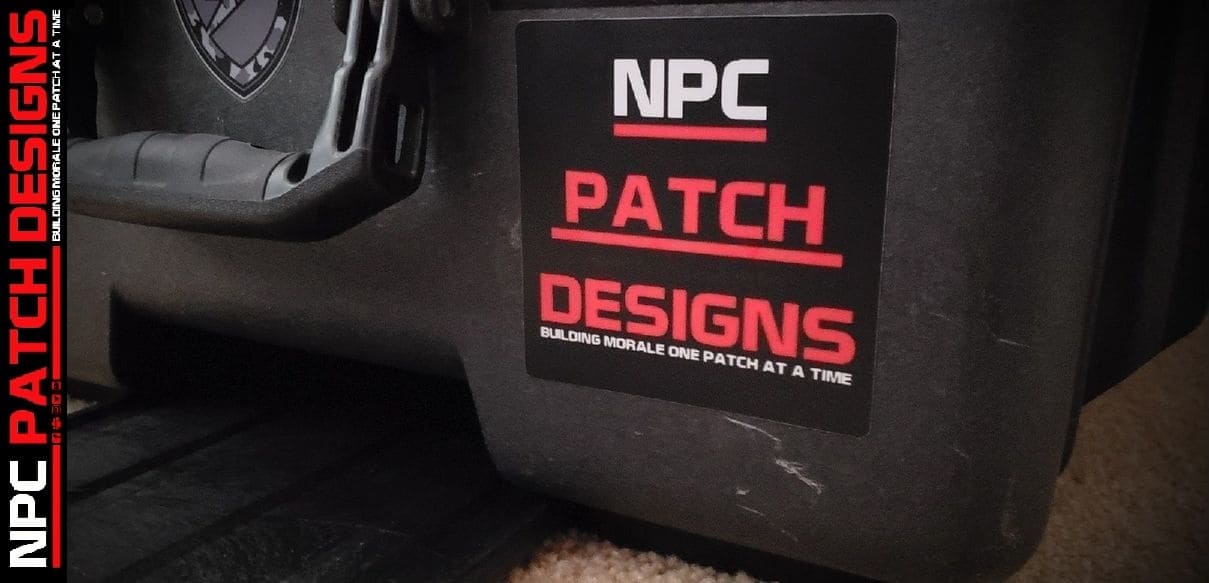 NPC PATCH DESIGNS
BUILDING MORALE ONE PATCH AT A TIME
NPC
PATCH
DESIGNS
BUILDING MORALE ONE PATCH AT A TIME